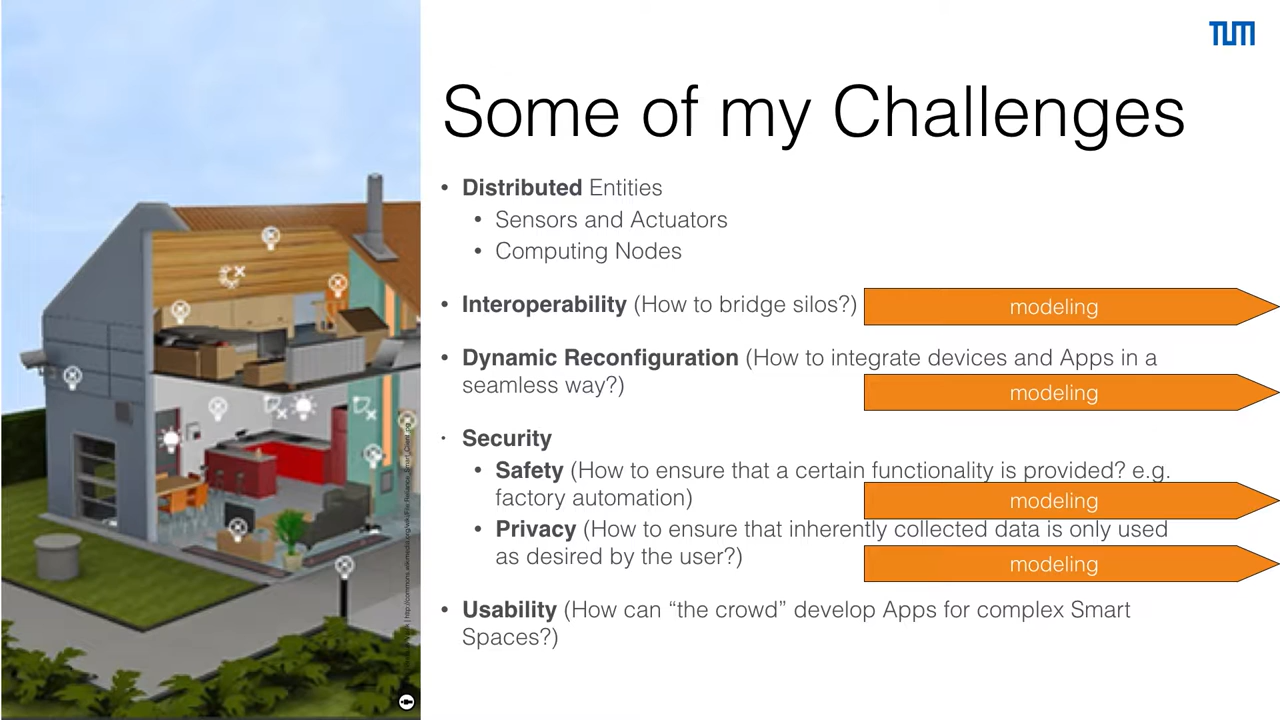 TUM
Some of my Challenges
• Distributed Entities
• Sensors and Actuators
• Computing Nodes
• Interoperability (How to bridge silos?)
modeling
• Dynamic Reconfiguration (How to integrate devices and Apps in a
seamless way?)
modeling
• Security
• Safety (How to ensure that a certain functionality is provided? e.g.
factory automation)
modeling
• Privacy (How to ensure that inherently collected data is only used
as desired by the user?)
modeling
• Usability (How can “the crowd” develop Apps for complex Smart
Spaces?)